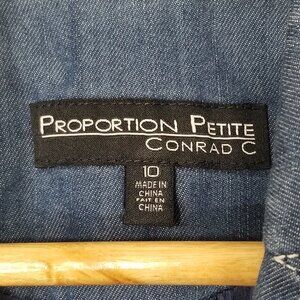 PROPORTION PETITE
CONRAD C
10
MADE IN
CHINA
FAIT EN
CHINA